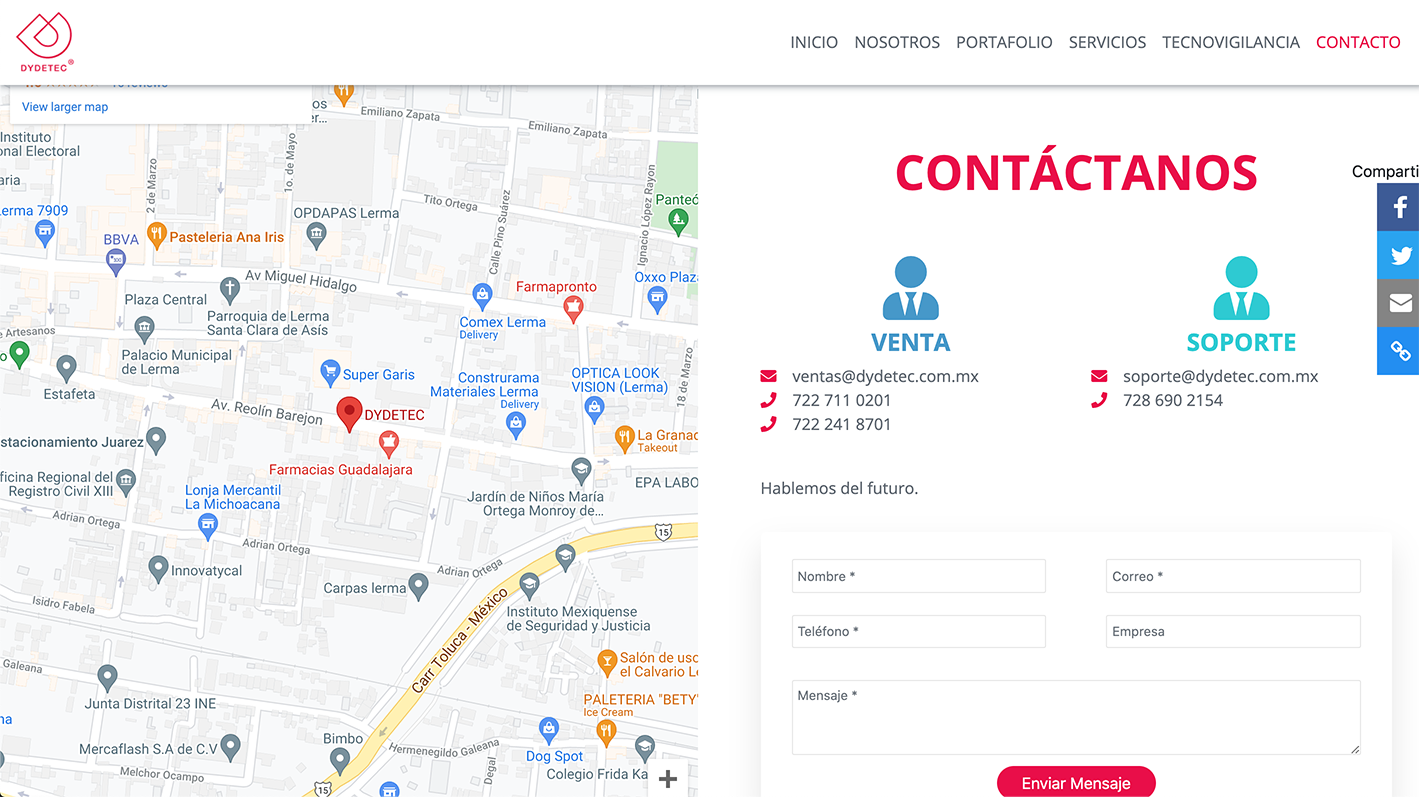 DYDETEC®
INICIO
NOSOTROS
PORTAFOLIO
SERVICIOS
TECNOVIGILANCIA
CONTACTO
View larger map
Emiliano Zapata
Emiliano Zapata
Instituto
onal Electoral
2 de Marzo
1o. de Mayo
Calle Pino Suárez
Tito Ortega
Ignacio López Rayon
Panteó
aria
erma 7909
OPDAPAS Lerma
BBVA
Pasteleria Ana Iris
Av Miguel Hidalgo
Farmapronto
Oxxo Plaza
Plaza Central
Parroquia de Lerma
Santa Clara de Asís
Comex Lerma
Delivery
e Artesanos
Palacio Municipal
de Lerma
18 de Marzo
Estafeta
Super Garis
Construrama
Materiales Lerma
Delivery
OPTICA LOOK
VISION (Lerma)
Av. Reolín Barejon
DYDETEC
stacionamiento Juarez
La Granad
Takeout
Farmacias Guadalajara
ficina Regional del
Registro Civil XIII
Lonja Mercantil
La Michoacana
EPA LABO
Jardín de Niños María
Ortega Monroy de...
Adrian Ortega
Adrian Ortega
Adrian Ortega
15
Innovatycal
Carpas lerma
Isidro Fabela
Instituto Mexiquense
de Seguridad y Justicia
Carr Toluca - México
Galeana
Salón de uso
el Calvario Le
Junta Distrital 23 INE
PALETERIA "BETY"
Ice Cream
na
Mercaflash S.A de C.V
Bimbo
Hermenegildo Galeana
Dog Spot
Melchor Ocampo
Degal
Colegio Frida Ka
15
+
CONTÁCTANOS
Comparti
VENTA
ventas@dydetec.com.mx
722 711 0201
722 241 8701
SOPORTE
soporte@dydetec.com.mx
728 690 2154
Hablemos del futuro.
Nombre *
Correo *
Teléfono *
Empresa
Mensaje *
Enviar Mensaje